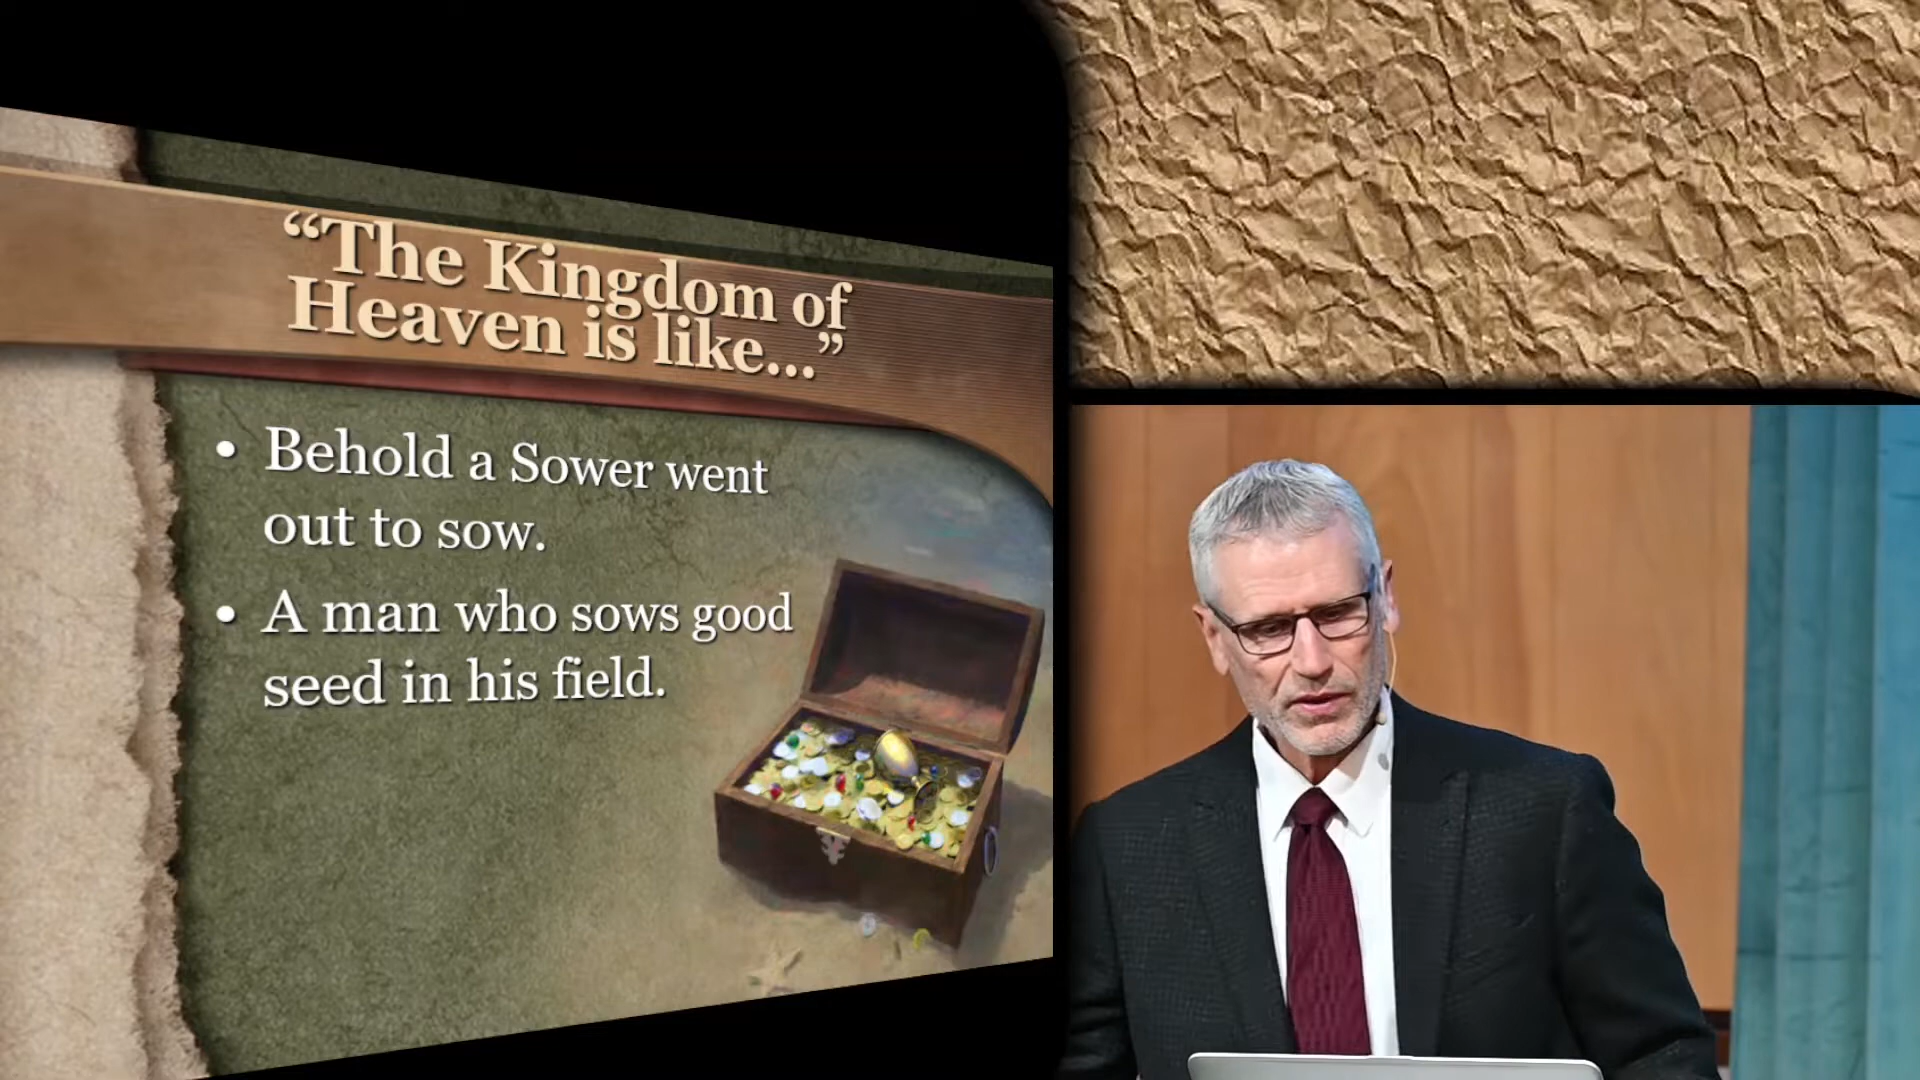 “The Kingdom of
Heaven is like...”
• Behold a Sower went
out to sow.
• A man who sows good
seed in his field.